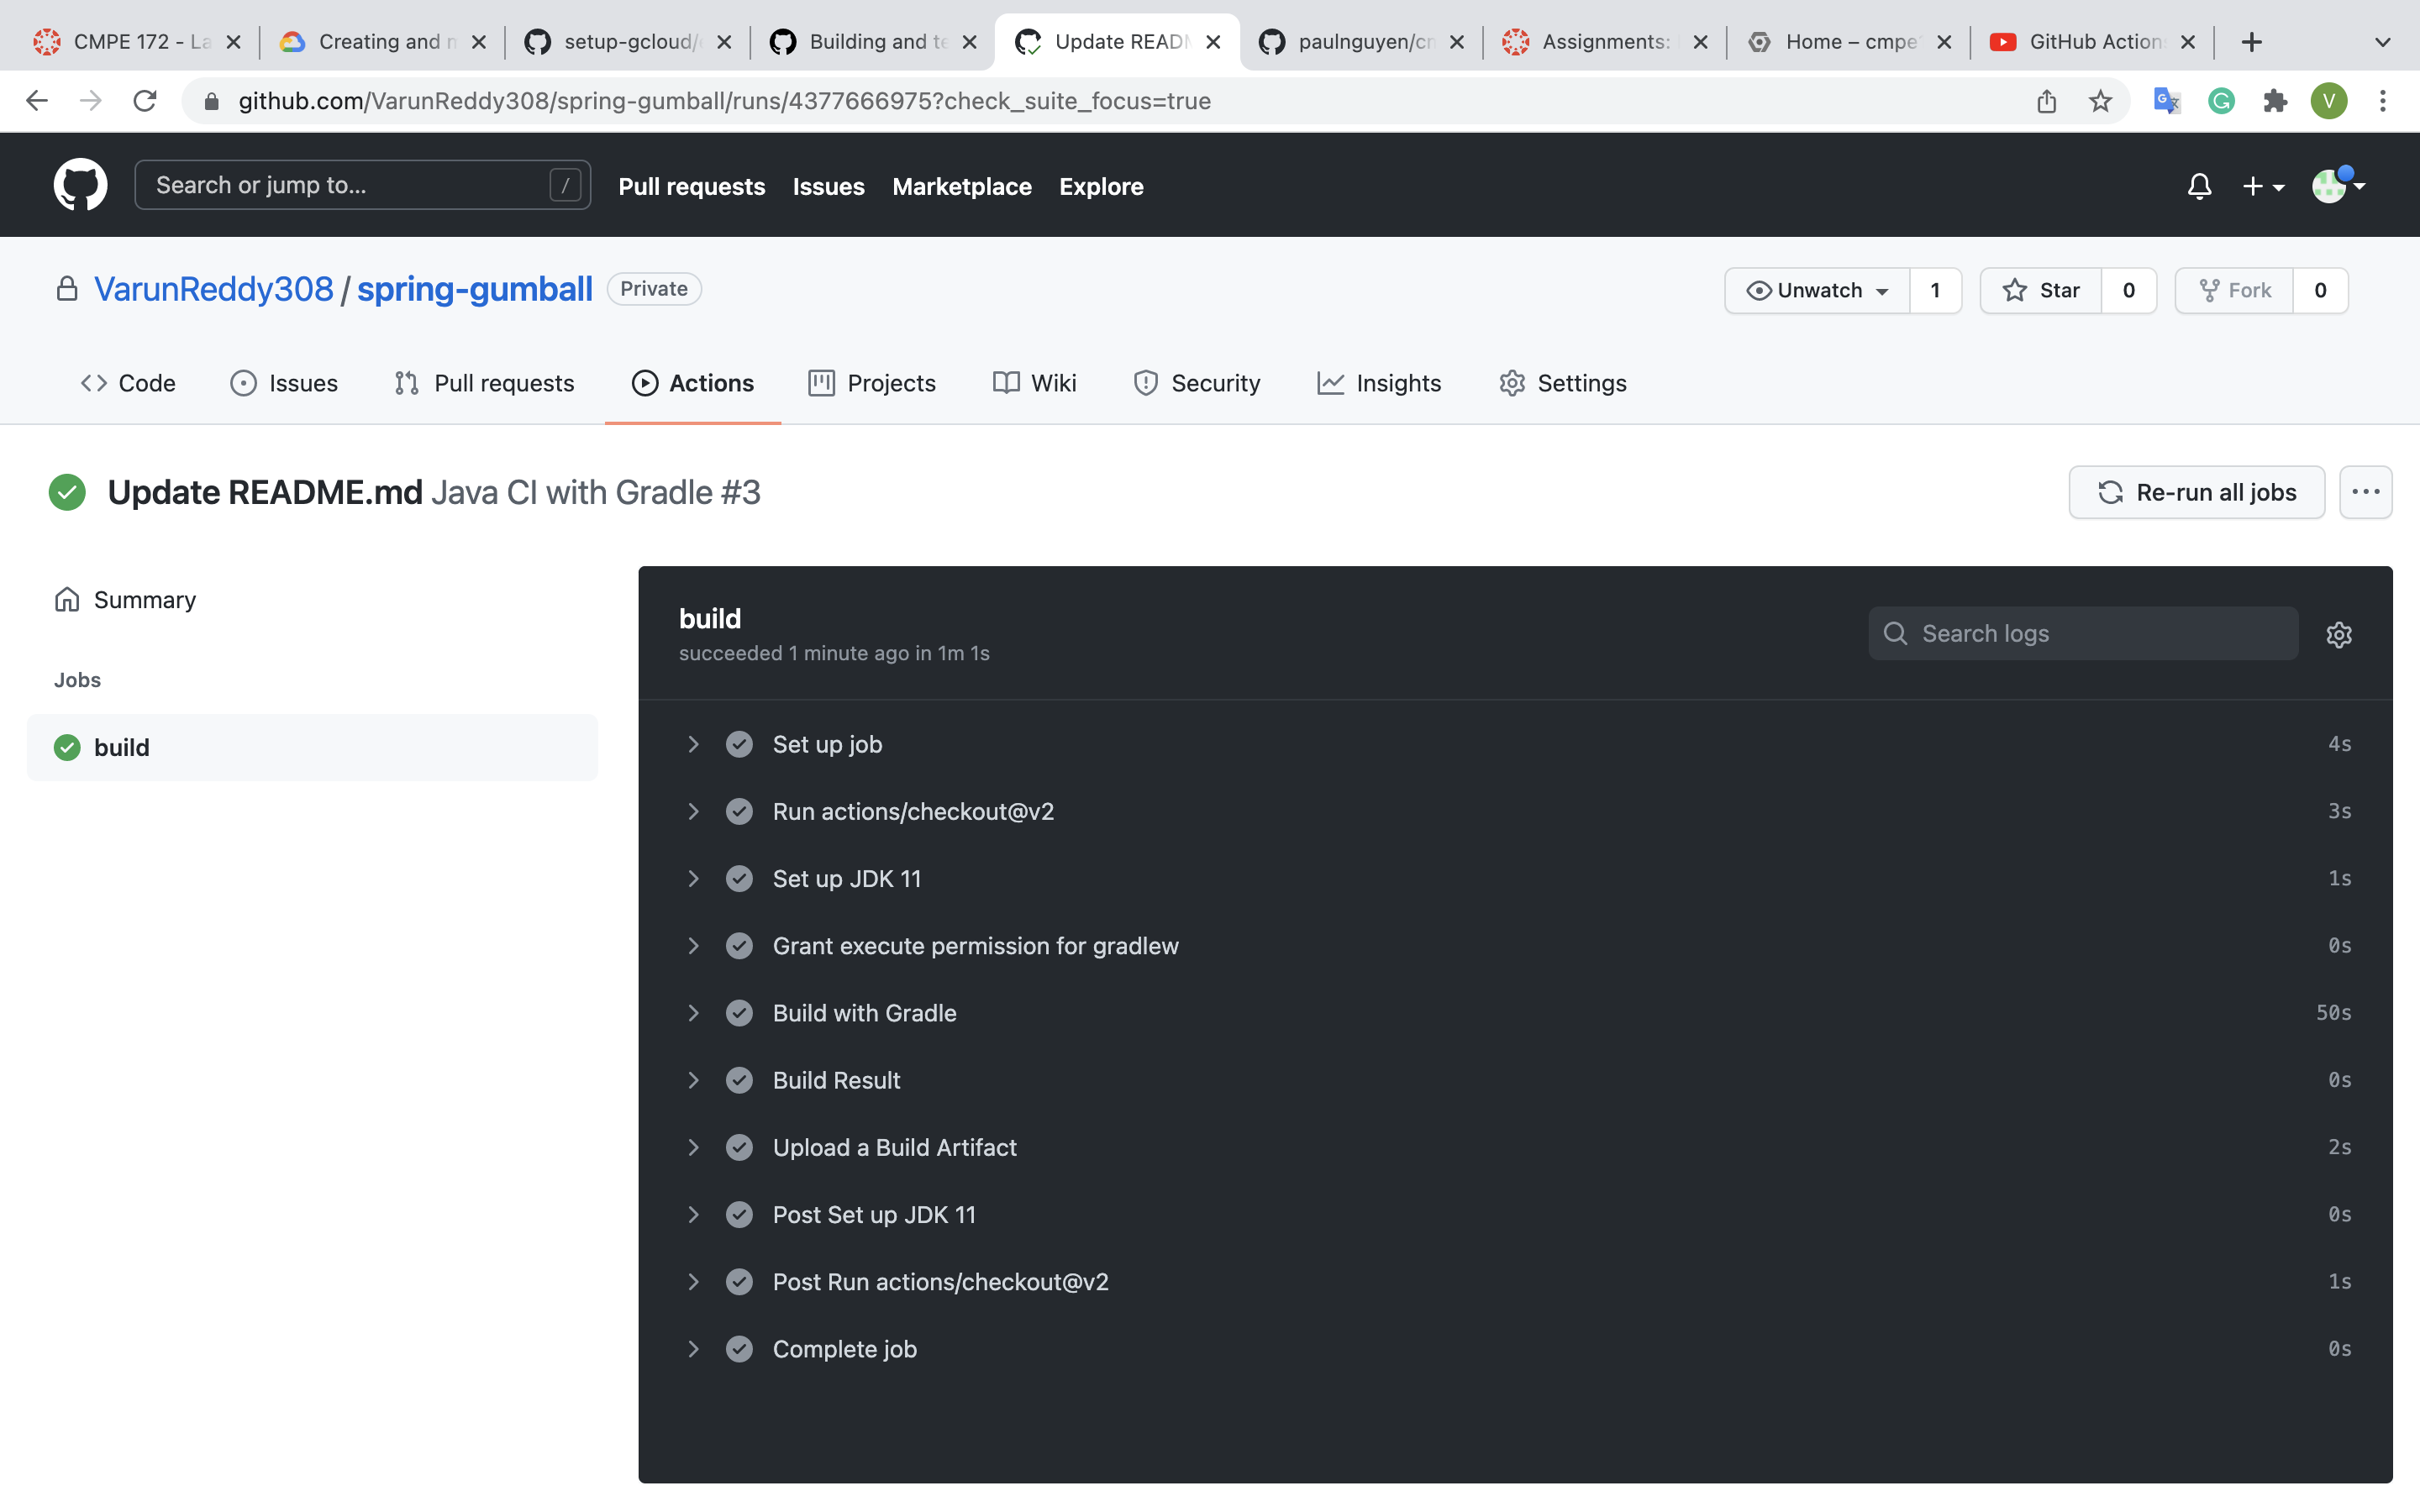 CMPE 172 - La
Creating and m
setup-gcloud/
Building and te
Update READM
paulnguyen/cm
Assignments:
Home – cmpe
GitHub Action
github.com/VarunReddy308/spring-gumball/runs/4377666975?check_suite_focus=true
V
Search or jump to...
/
Pull requests
Issues
Marketplace
Explore
VarunReddy308 / spring-gumball
Private
Unwatch
1
Star
0
Fork
0
Code
Issues
Pull requests
Actions
Projects
Wiki
Security
Insights
Settings
Update README.md Java CI with Gradle #3
Re-run all jobs
Summary
Jobs
build
build
succeeded 1 minute ago in 1m 1s
Search logs
Set up job 4s
Run actions/checkout@v2 3s
Set up JDK 11 1s
Grant execute permission for gradlew 0s
Build with Gradle 50s
Build Result 0s
Upload a Build Artifact 2s
Post Set up JDK 11 0s
Post Run actions/checkout@v2 1s
Complete job 0s